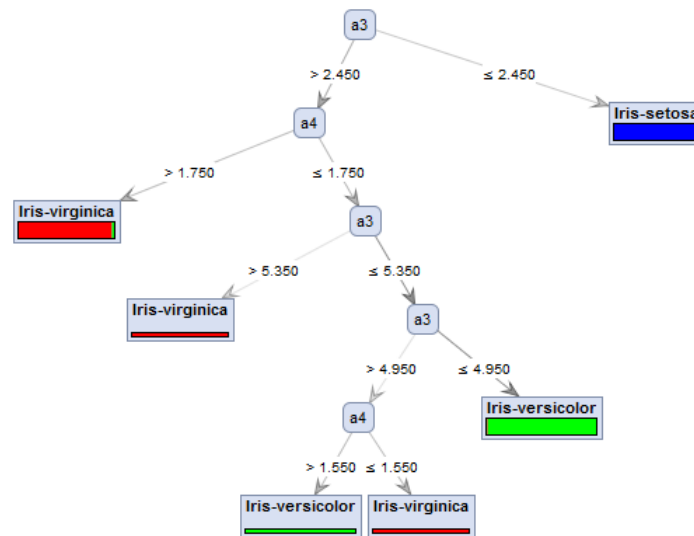 a3
> 2.450
≤ 2.450
a4
Iris-setosa
> 1.750
≤ 1.750
Iris-virginica
a3
> 5.350
≤ 5.350
Iris-virginica
a3
> 4.950
≤ 4.950
a4
Iris-versicolor
> 1.550
≤ 1.550
Iris-versicolor
Iris-virginica